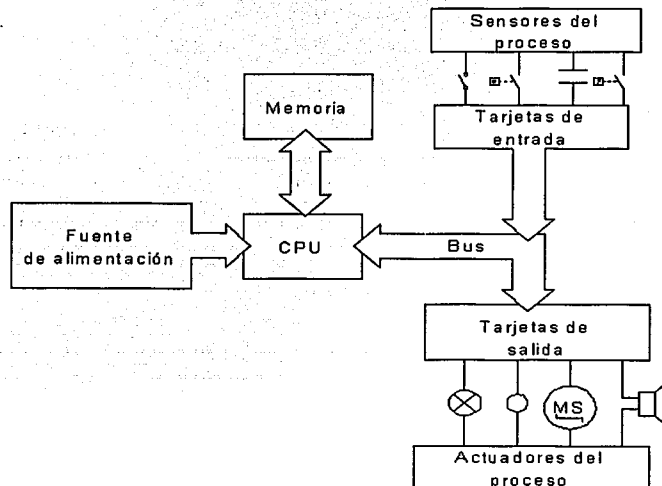 Sensores del
proceso
Tarjetas de
entrada
Memoria
Fuente
de alimentación
CPU
Bus
Tarjetas de
salida
MS
Actuadores del
proceso